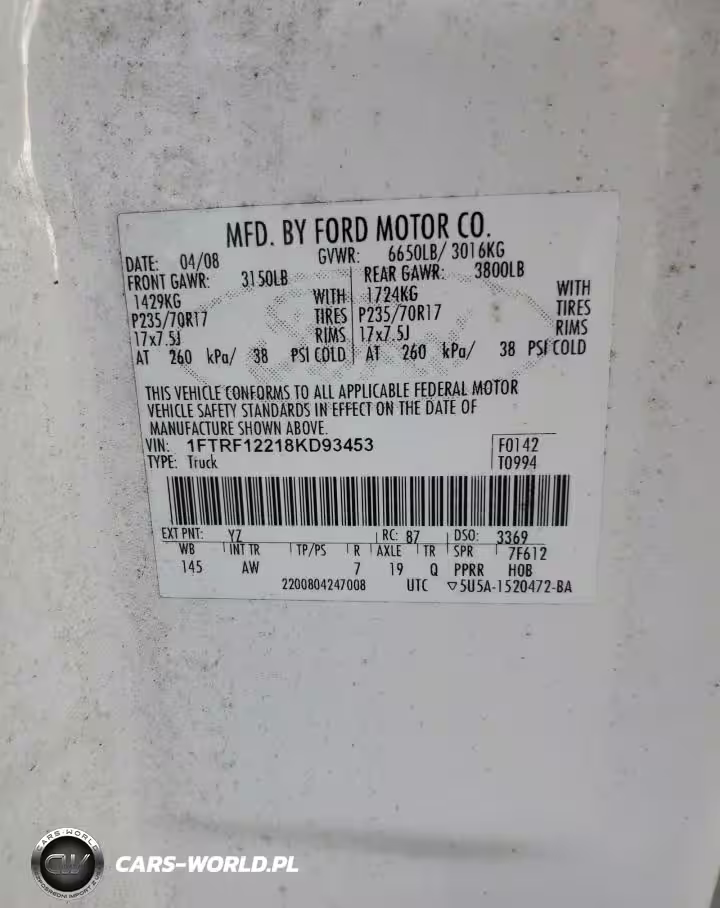 MFD. BY FORD MOTOR CO.
DATE: 04/08 GVWR: 6650LB/ 3016KG
FRONT GAWR: 3150LB REAR GAWR: 3800LB
1429KG WITH 1724KG WITH
P235/70R17 TIRES P235/70R17 TIRES
17x7.5J RIMS 17x7.5J RIMS
AT 260 kPa/ 38 PSI COLD AT 260 kPa/ 38 PSI COLD
THIS VEHICLE CONFORMS TO ALL APPLICABLE FEDERAL MOTOR
VEHICLE SAFETY STANDARDS IN EFFECT ON THE DATE OF
MANUFACTURE SHOWN ABOVE.
VIN: 1FTRF12218KD93453 F0142
TYPE: Truck T0994
EXT PNT: YZ RC: 87 DSO: 3369
WB INT TR TP/PS R AXLE TR SPR 7F612
145 AW 7 19 Q PPRR HOB
2200804247008 UTC ▽5U5A-1520472-BA
CARS-WORLD
CW
CARS-WORLD.PL